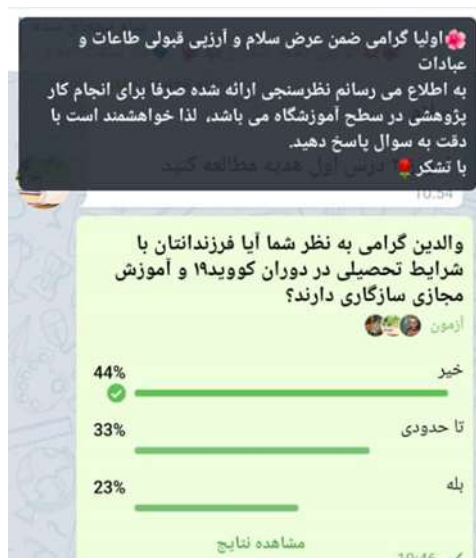 🌺اولیا گرامی ضمن عرض سلام و آرزیی قبولی طاعات و
عبادات
به اطلاع می رسانم نظرسنجی ارائه شده صرفا برای انجام کار
پژوهشی در سطح آموزشگاه می باشد، لذا خواهشمند است با
دقت به سوال پاسخ دهید.
با تشکر🌹
درس اول هدیه مطالعه کنید
10:54
والدین گرامی به نظر شما آیا فرزندانتان با
شرایط تحصیلی در دوران کووید۱۹ و آموزش
مجازی سازگاری دارند؟
آزمون
خیر 44%
تا حدودی 33%
بله 23%
مشاهده نتایج
10:46